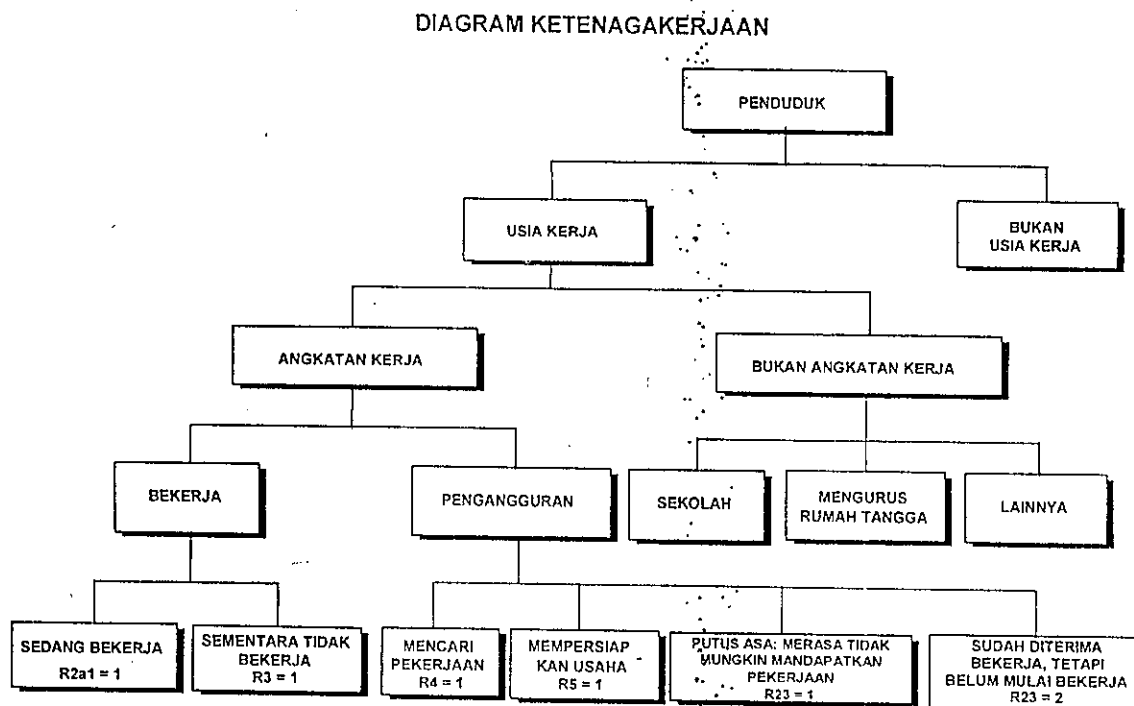 DIAGRAM KETENAGAKERJAAN
PENDUDUK
USIA KERJA
BUKAN
USIA KERJA
ANGKATAN KERJA
BUKAN ANGKATAN KERJA
BEKERJA
PENGANGGURAN
SEKOLAH
MENGURUS
RUMAH TANGGA
LAINNYA
SEDANG BEKERJA
R2a1 = 1
SEMENTARA TIDAK
BEKERJA
R3 = 1
MENCARI
PEKERJAAN
R4 = 1
MEMPERSIAP
KAN USAHA
R5 = 1
PUTUS ASA: MERASA TIDAK
MUNGKIN MANDAPATKAN
PEKERJAAN
R23 = 1
SUDAH DITERIMA
BEKERJA, TETAPI
BELUM MULAI BEKERJA
R23 = 2